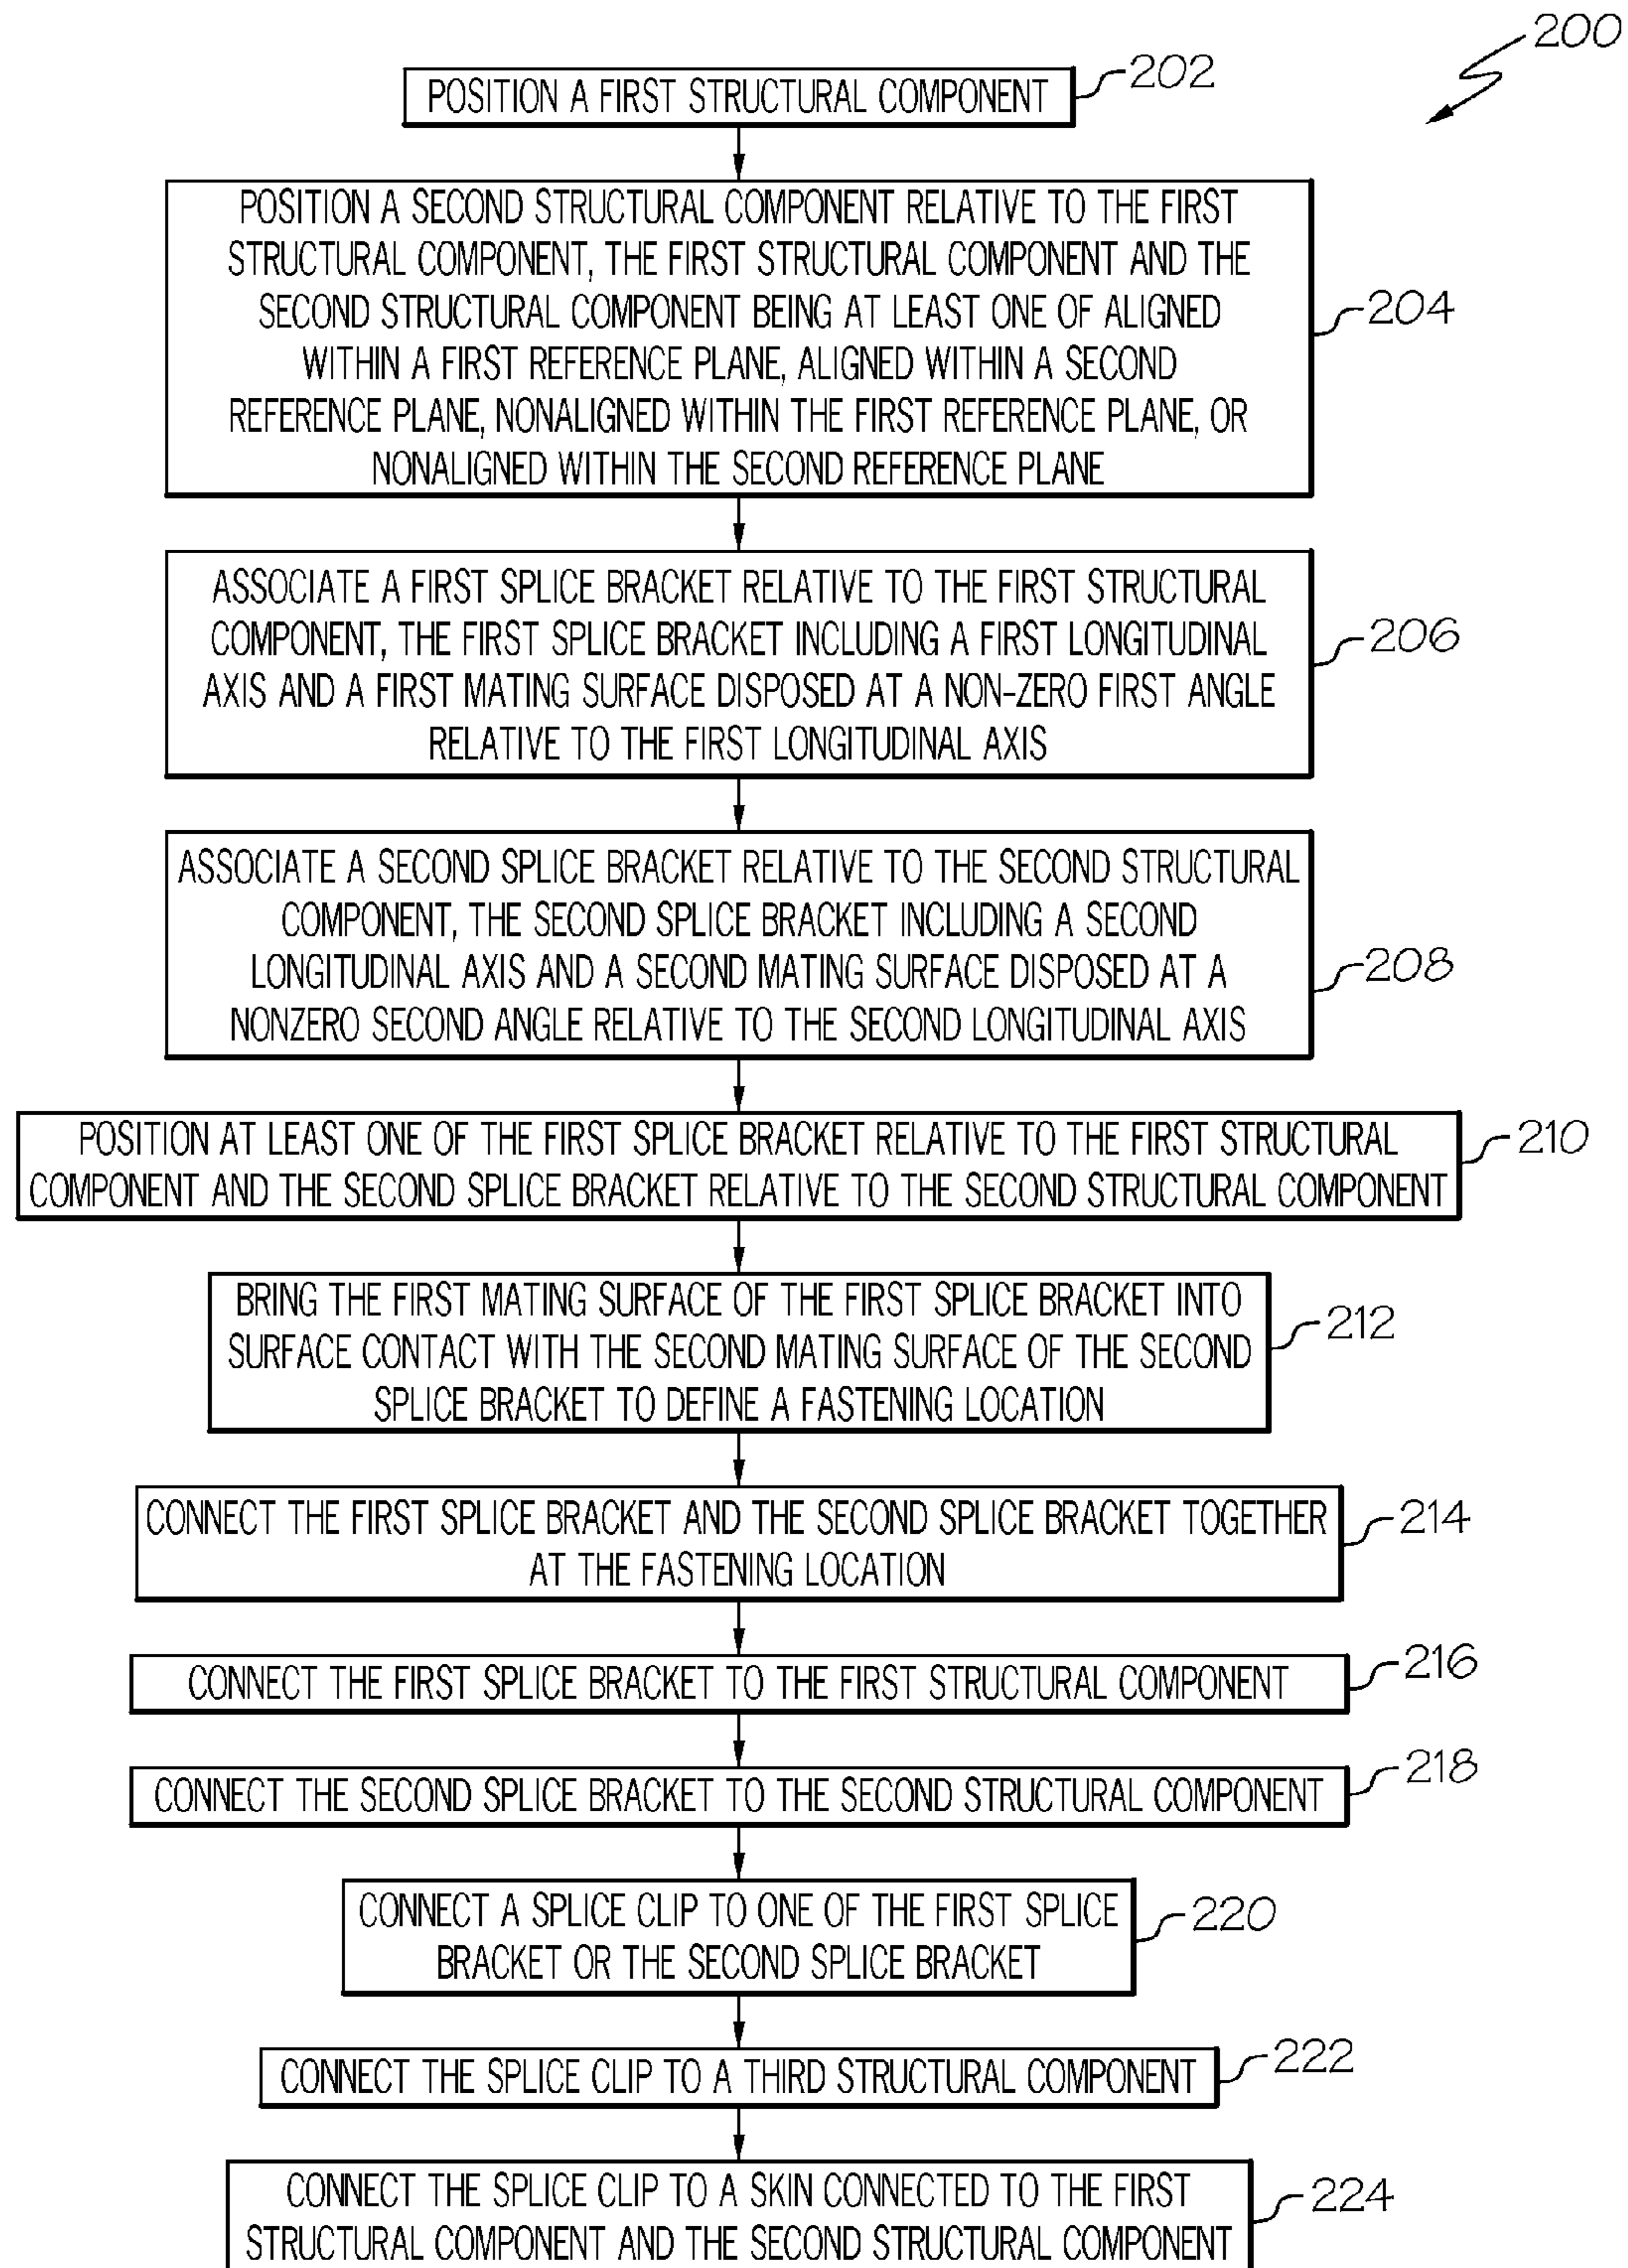 200
POSITION A FIRST STRUCTURAL COMPONENT
202
POSITION A SECOND STRUCTURAL COMPONENT RELATIVE TO THE FIRST
STRUCTURAL COMPONENT, THE FIRST STRUCTURAL COMPONENT AND THE
SECOND STRUCTURAL COMPONENT BEING AT LEAST ONE OF ALIGNED
WITHIN A FIRST REFERENCE PLANE, ALIGNED WITHIN A SECOND
REFERENCE PLANE, NONALIGNED WITHIN THE FIRST REFERENCE PLANE, OR
NONALIGNED WITHIN THE SECOND REFERENCE PLANE
204
ASSOCIATE A FIRST SPLICE BRACKET RELATIVE TO THE FIRST STRUCTURAL
COMPONENT, THE FIRST SPLICE BRACKET INCLUDING A FIRST LONGITUDINAL
AXIS AND A FIRST MATING SURFACE DISPOSED AT A NON-ZERO FIRST ANGLE
RELATIVE TO THE FIRST LONGITUDINAL AXIS
206
ASSOCIATE A SECOND SPLICE BRACKET RELATIVE TO THE SECOND STRUCTURAL
COMPONENT, THE SECOND SPLICE BRACKET INCLUDING A SECOND
LONGITUDINAL AXIS AND A SECOND MATING SURFACE DISPOSED AT A
NONZERO SECOND ANGLE RELATIVE TO THE SECOND LONGITUDINAL AXIS
208
POSITION AT LEAST ONE OF THE FIRST SPLICE BRACKET RELATIVE TO THE FIRST STRUCTURAL
COMPONENT AND THE SECOND SPLICE BRACKET RELATIVE TO THE SECOND STRUCTURAL COMPONENT
210
BRING THE FIRST MATING SURFACE OF THE FIRST SPLICE BRACKET INTO
SURFACE CONTACT WITH THE SECOND MATING SURFACE OF THE SECOND
SPLICE BRACKET TO DEFINE A FASTENING LOCATION
212
CONNECT THE FIRST SPLICE BRACKET AND THE SECOND SPLICE BRACKET TOGETHER
AT THE FASTENING LOCATION
214
CONNECT THE FIRST SPLICE BRACKET TO THE FIRST STRUCTURAL COMPONENT
216
CONNECT THE SECOND SPLICE BRACKET TO THE SECOND STRUCTURAL COMPONENT
218
CONNECT A SPLICE CLIP TO ONE OF THE FIRST SPLICE
BRACKET OR THE SECOND SPLICE BRACKET
220
CONNECT THE SPLICE CLIP TO A THIRD STRUCTURAL COMPONENT
222
CONNECT THE SPLICE CLIP TO A SKIN CONNECTED TO THE FIRST
STRUCTURAL COMPONENT AND THE SECOND STRUCTURAL COMPONENT
224